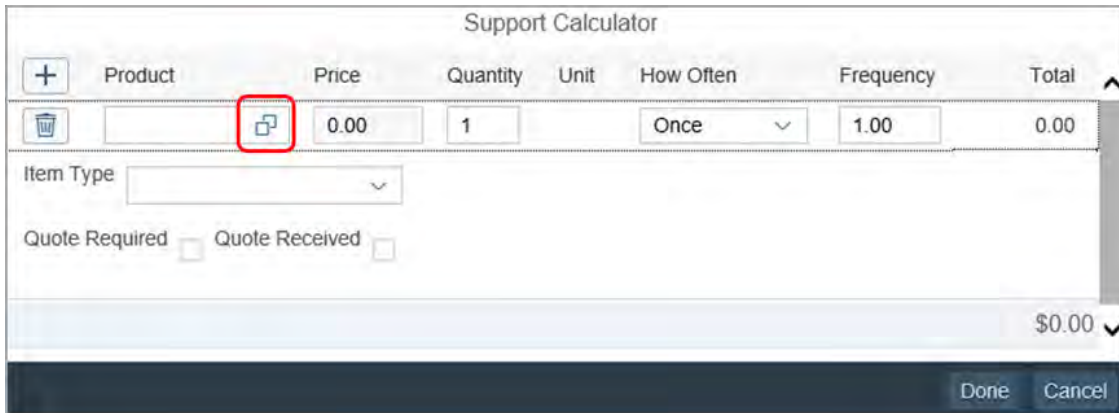 Support Calculator
+ Product Price Quantity Unit How Often Frequency Total
0.00 1 Once 1.00 0.00
Item Type
Quote Required Quote Received
$0.00
Done Cancel